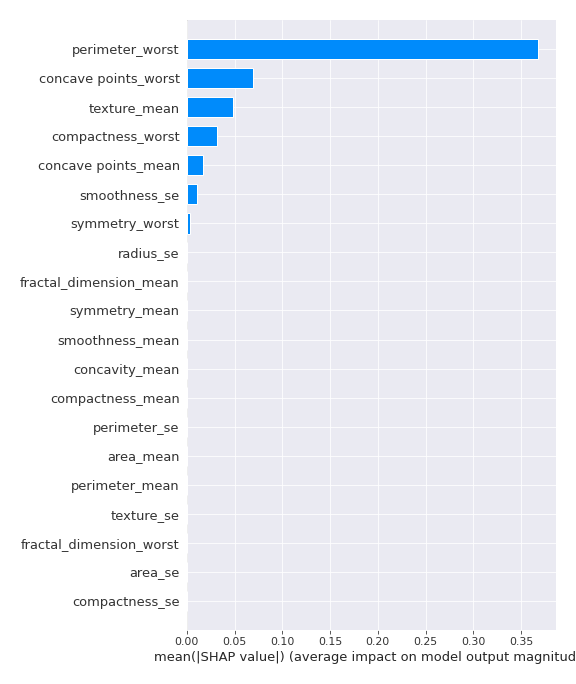 perimeter_worst
concave points_worst
texture_mean
compactness_worst
concave points_mean
smoothness_se
symmetry_worst
radius_se
fractal_dimension_mean
symmetry_mean
smoothness_mean
concavity_mean
compactness_mean
perimeter_se
area_mean
perimeter_mean
texture_se
fractal_dimension_worst
area_se
compactness_se
0.00 0.05 0.10 0.15 0.20 0.25 0.30 0.35
mean(|SHAP value|) (average impact on model output magnitud